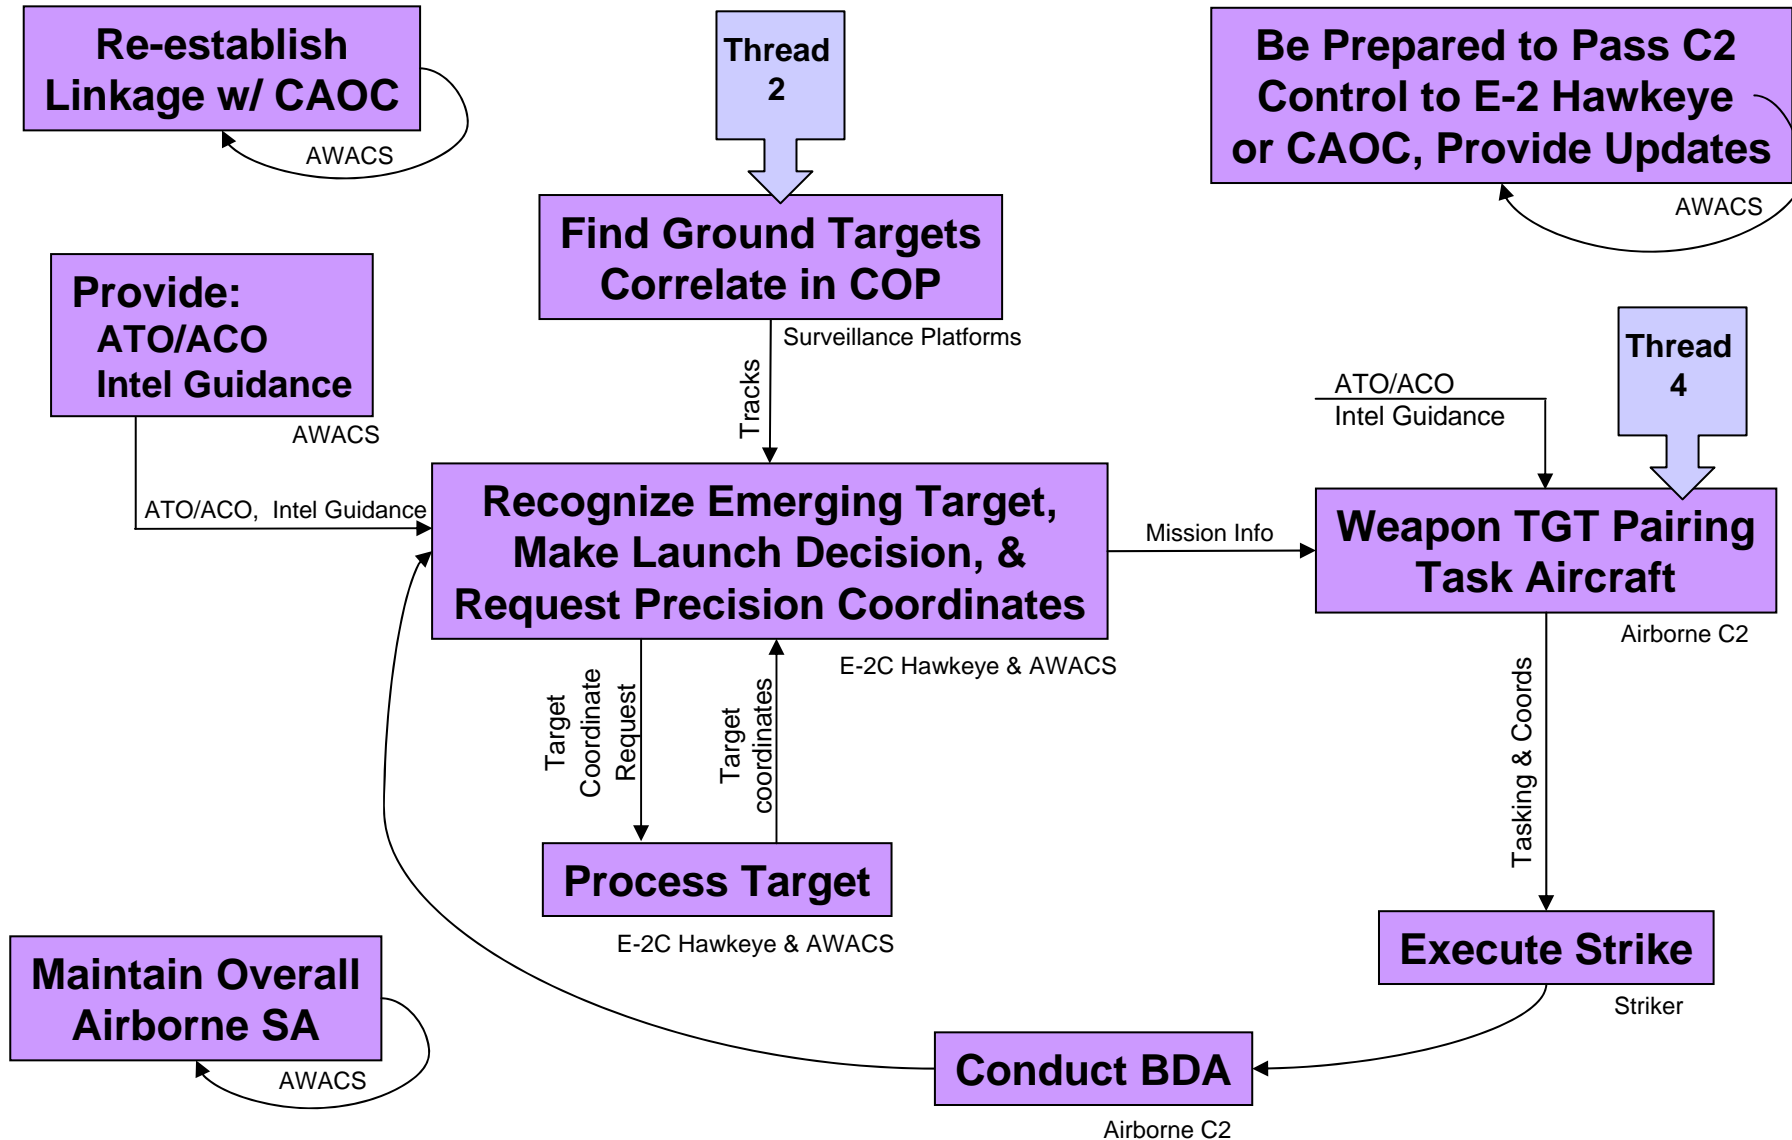 Re-establish
Linkage w/ CAOC
AWACS
Thread
2
Be Prepared to Pass C2
Control to E-2 Hawkeye
or CAOC, Provide Updates
AWACS
Find Ground Targets
Correlate in COP
Surveillance Platforms
Provide:
ATO/ACO
Intel Guidance
AWACS
Tracks
ATO/ACO
Intel Guidance
Thread
4
ATO/ACO, Intel Guidance
Recognize Emerging Target,
Make Launch Decision, &
Request Precision Coordinates
E-2C Hawkeye & AWACS
Mission Info
Weapon TGT Pairing
Task Aircraft
Airborne C2
Target
Coordinate
Request
Target
coordinates
Tasking & Coords
Process Target
E-2C Hawkeye & AWACS
Execute Strike
Striker
Maintain Overall
Airborne SA
AWACS
Conduct BDA
Airborne C2